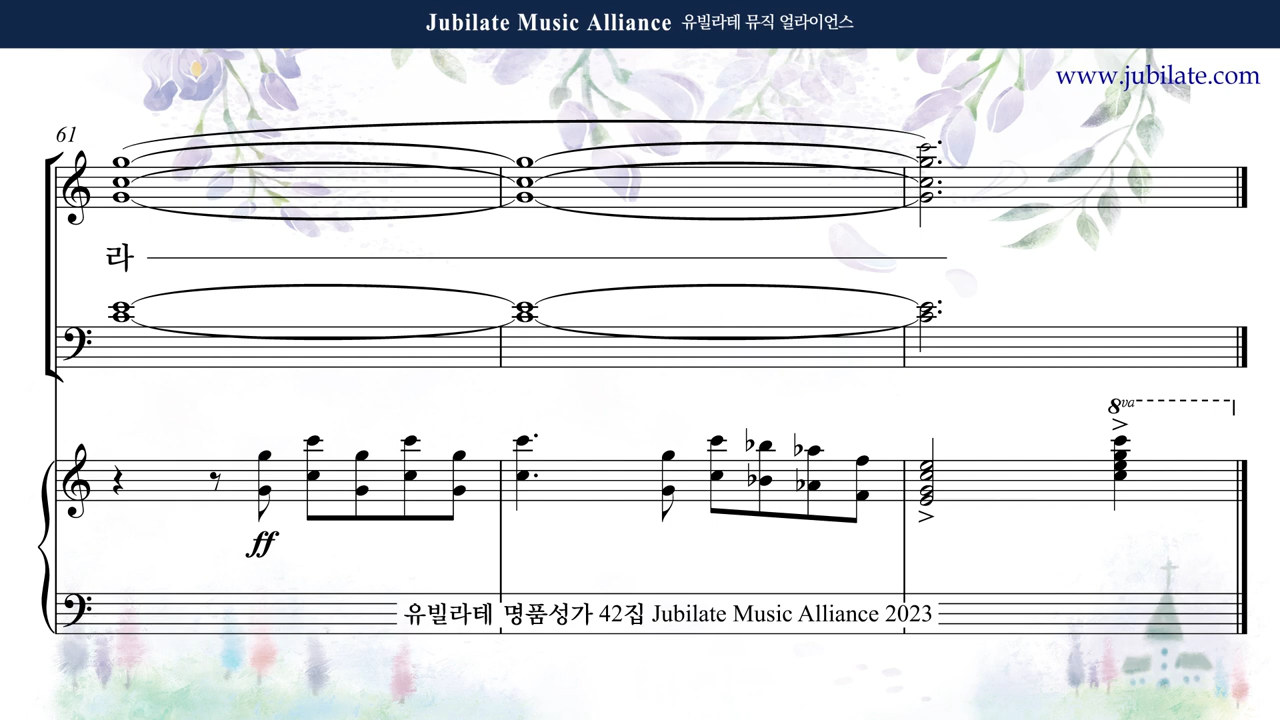 Jubilate Music Alliance 유빌라테 뮤직 얼라이언스
www.jubilate.com
61
라
8va
ff
유빌라테 명품성가 42집 Jubilate Music Alliance 2023